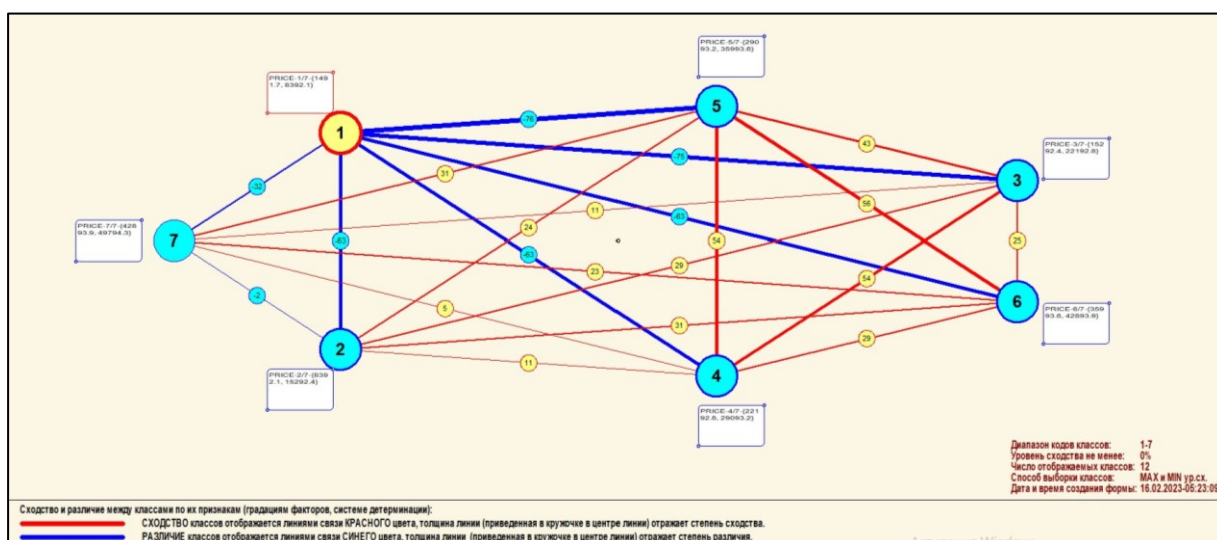 PRICE-5/7-{290
93.2, 35993.6}
PRICE-1/7-{149
1.7, 8392.1}
5
1
-76
43
-75
PRICE-3/7-{152
92.4, 22192.8}
3
31
-32
56
11
-63
PRICE-7/7-{428
93.9, 49794.3}
7
24
-63
54
25
-63
29
23
54
-2
5
6
31
PRICE-6/7-{359
93.6, 42893.9}
29
2
11
4
PRICE-2/7-{839
2.1, 15292.4}
PRICE-4/7-{221
92.8, 29093.2}
Диапазон кодов классов: 1-7
Уровень сходства не менее: 0%
Число отображаемых классов: 12
Способ выборки классов: MAX и MIN ур.сх.
Дата и время создания формы: 16.02.2023-05:23:09
Сходство и различие между классами по их признакам (градациям факторов, системе детерминации):
СХОДСТВО классов отображается линиями связи КРАСНОГО цвета, толщина линии (приведенная в кружочке в центре линии) отражает степень сходства.
РАЗЛИЧИЕ классов отображается линиями связи СИНЕГО цвета, толщина линии (приведенная в кружочке в центре линии) отражает степень различия.